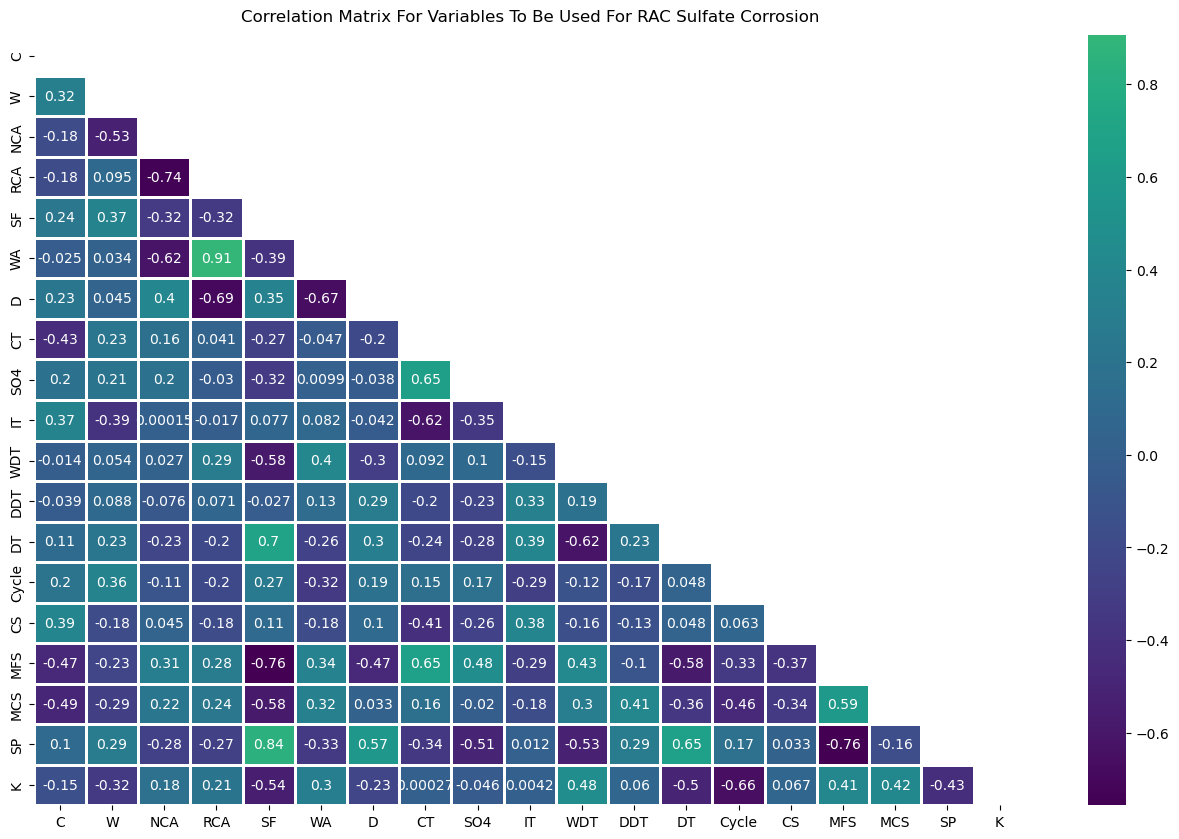 Correlation Matrix For Variables To Be Used For RAC Sulfate Corrosion
C
W 0.32
NCA -0.18 -0.53
RCA -0.18 0.095 -0.74
SF 0.24 0.37 -0.32 -0.32
WA -0.025 0.034 -0.62 0.91 -0.39
D 0.23 0.045 0.4 -0.69 0.35 -0.67
CT -0.43 0.23 0.16 0.041 -0.27 -0.047 -0.2
SO4 0.2 0.21 0.2 -0.03 -0.32 0.0099 -0.038 0.65
IT 0.37 -0.39 0.00015 -0.017 0.077 0.082 -0.042 -0.62 -0.35
WDT -0.014 0.054 0.027 0.29 -0.58 0.4 -0.3 0.092 0.1 -0.15
DDT -0.039 0.088 -0.076 0.071 -0.027 0.13 0.29 -0.2 -0.23 0.33 0.19
DT 0.11 0.23 -0.23 -0.2 0.7 -0.26 0.3 -0.24 -0.28 0.39 -0.62 0.23
Cycle 0.2 0.36 -0.11 -0.2 0.27 -0.32 0.19 0.15 0.17 -0.29 -0.12 -0.17 0.048
CS 0.39 -0.18 0.045 -0.18 0.11 -0.18 0.1 -0.41 -0.26 0.38 -0.16 -0.13 0.048 0.063
MFS -0.47 -0.23 0.31 0.28 -0.76 0.34 -0.47 0.65 0.48 -0.29 0.43 -0.1 -0.58 -0.33 -0.37
MCS -0.49 -0.29 0.22 0.24 -0.58 0.32 0.033 0.16 -0.02 -0.18 0.3 0.41 -0.36 -0.46 -0.34 0.59
SP 0.1 0.29 -0.28 -0.27 0.84 -0.33 0.57 -0.34 -0.51 0.012 -0.53 0.29 0.65 0.17 0.033 -0.76 -0.16
K -0.15 -0.32 0.18 0.21 -0.54 0.3 -0.23 0.00027 -0.046 0.0042 0.48 0.06 -0.5 -0.66 0.067 0.41 0.42 -0.43
C W NCA RCA SF WA D CT SO4 IT WDT DDT DT Cycle CS MFS MCS SP K
0.8
0.6
0.4
0.2
0.0
−0.2
−0.4
−0.6